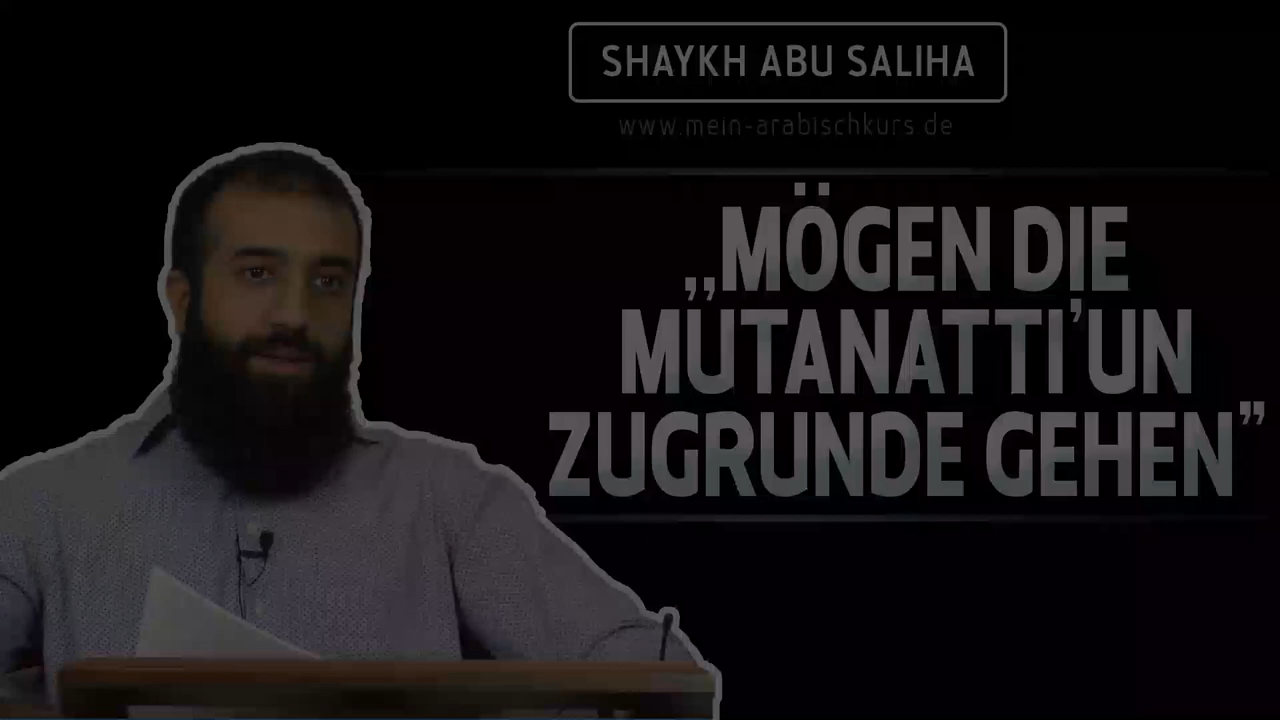 SHAYKH ABU SALIHA
www.mein-arabischkurs.de
„MÖGEN DIE
MUTANATTI'UN
ZUGRUNDE GEHEN”